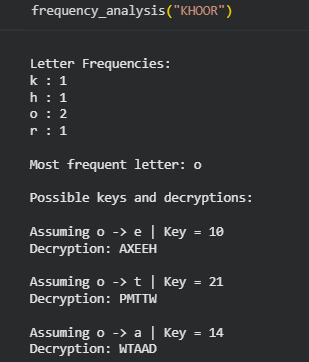 frequency_analysis("KHOOR")
Letter Frequencies:
k : 1
h : 1
o : 2
r : 1
Most frequent letter: o
Possible keys and decryptions:
Assuming o -> e | Key = 10
Decryption: AXEEH
Assuming o -> t | Key = 21
Decryption: PMTTW
Assuming o -> a | Key = 14
Decryption: WTAAD